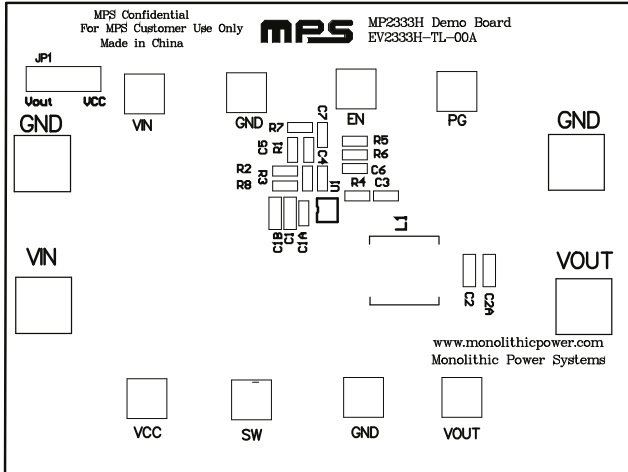 MPS Confidential
For MPS Customer Use Only
Made in China
mps
MP2333H Demo Board
EV2333H-TL-00A
JP1
Vout VCC
VIN
GND
EN
PG
GND
GND
R7
C7
C5
R1
C4
R5
R6
C6
R2
R3
R8
U1
R4
C3
C1B
C1
C1A
L1
VIN
VOUT
C2
C2A
www.monolithicpower.com
Monolithic Power Systems
VCC
SW
GND
VOUT